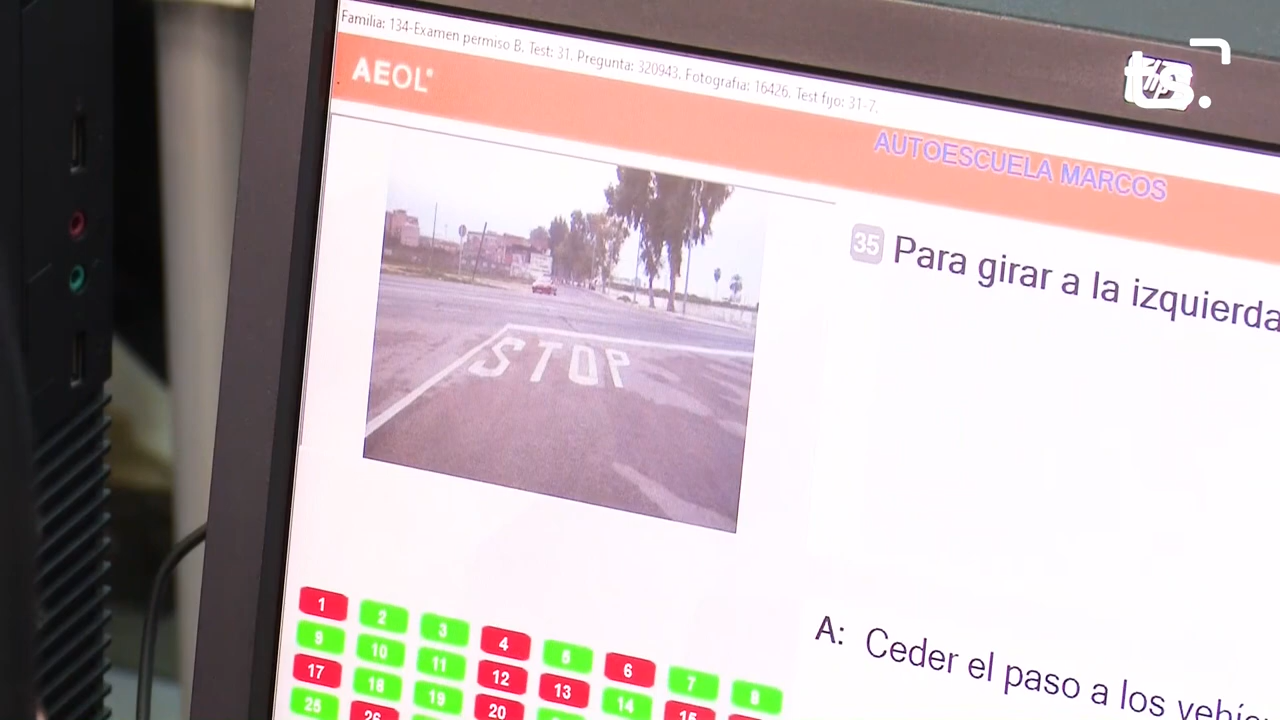 Familia: 134-Examen permiso B. Test: 31. Pregunta: 320943. Fotografía: 16426. Test fijo: 31-7.
AEOL
AUTOESCUELA MARCOS
STOP
35 Para girar a la izquierda
1 2 3 4 5 6 7 8
9 10 11 12 13 14 15
17 18 19 20
25 26
A: Ceder el paso a los vehíc